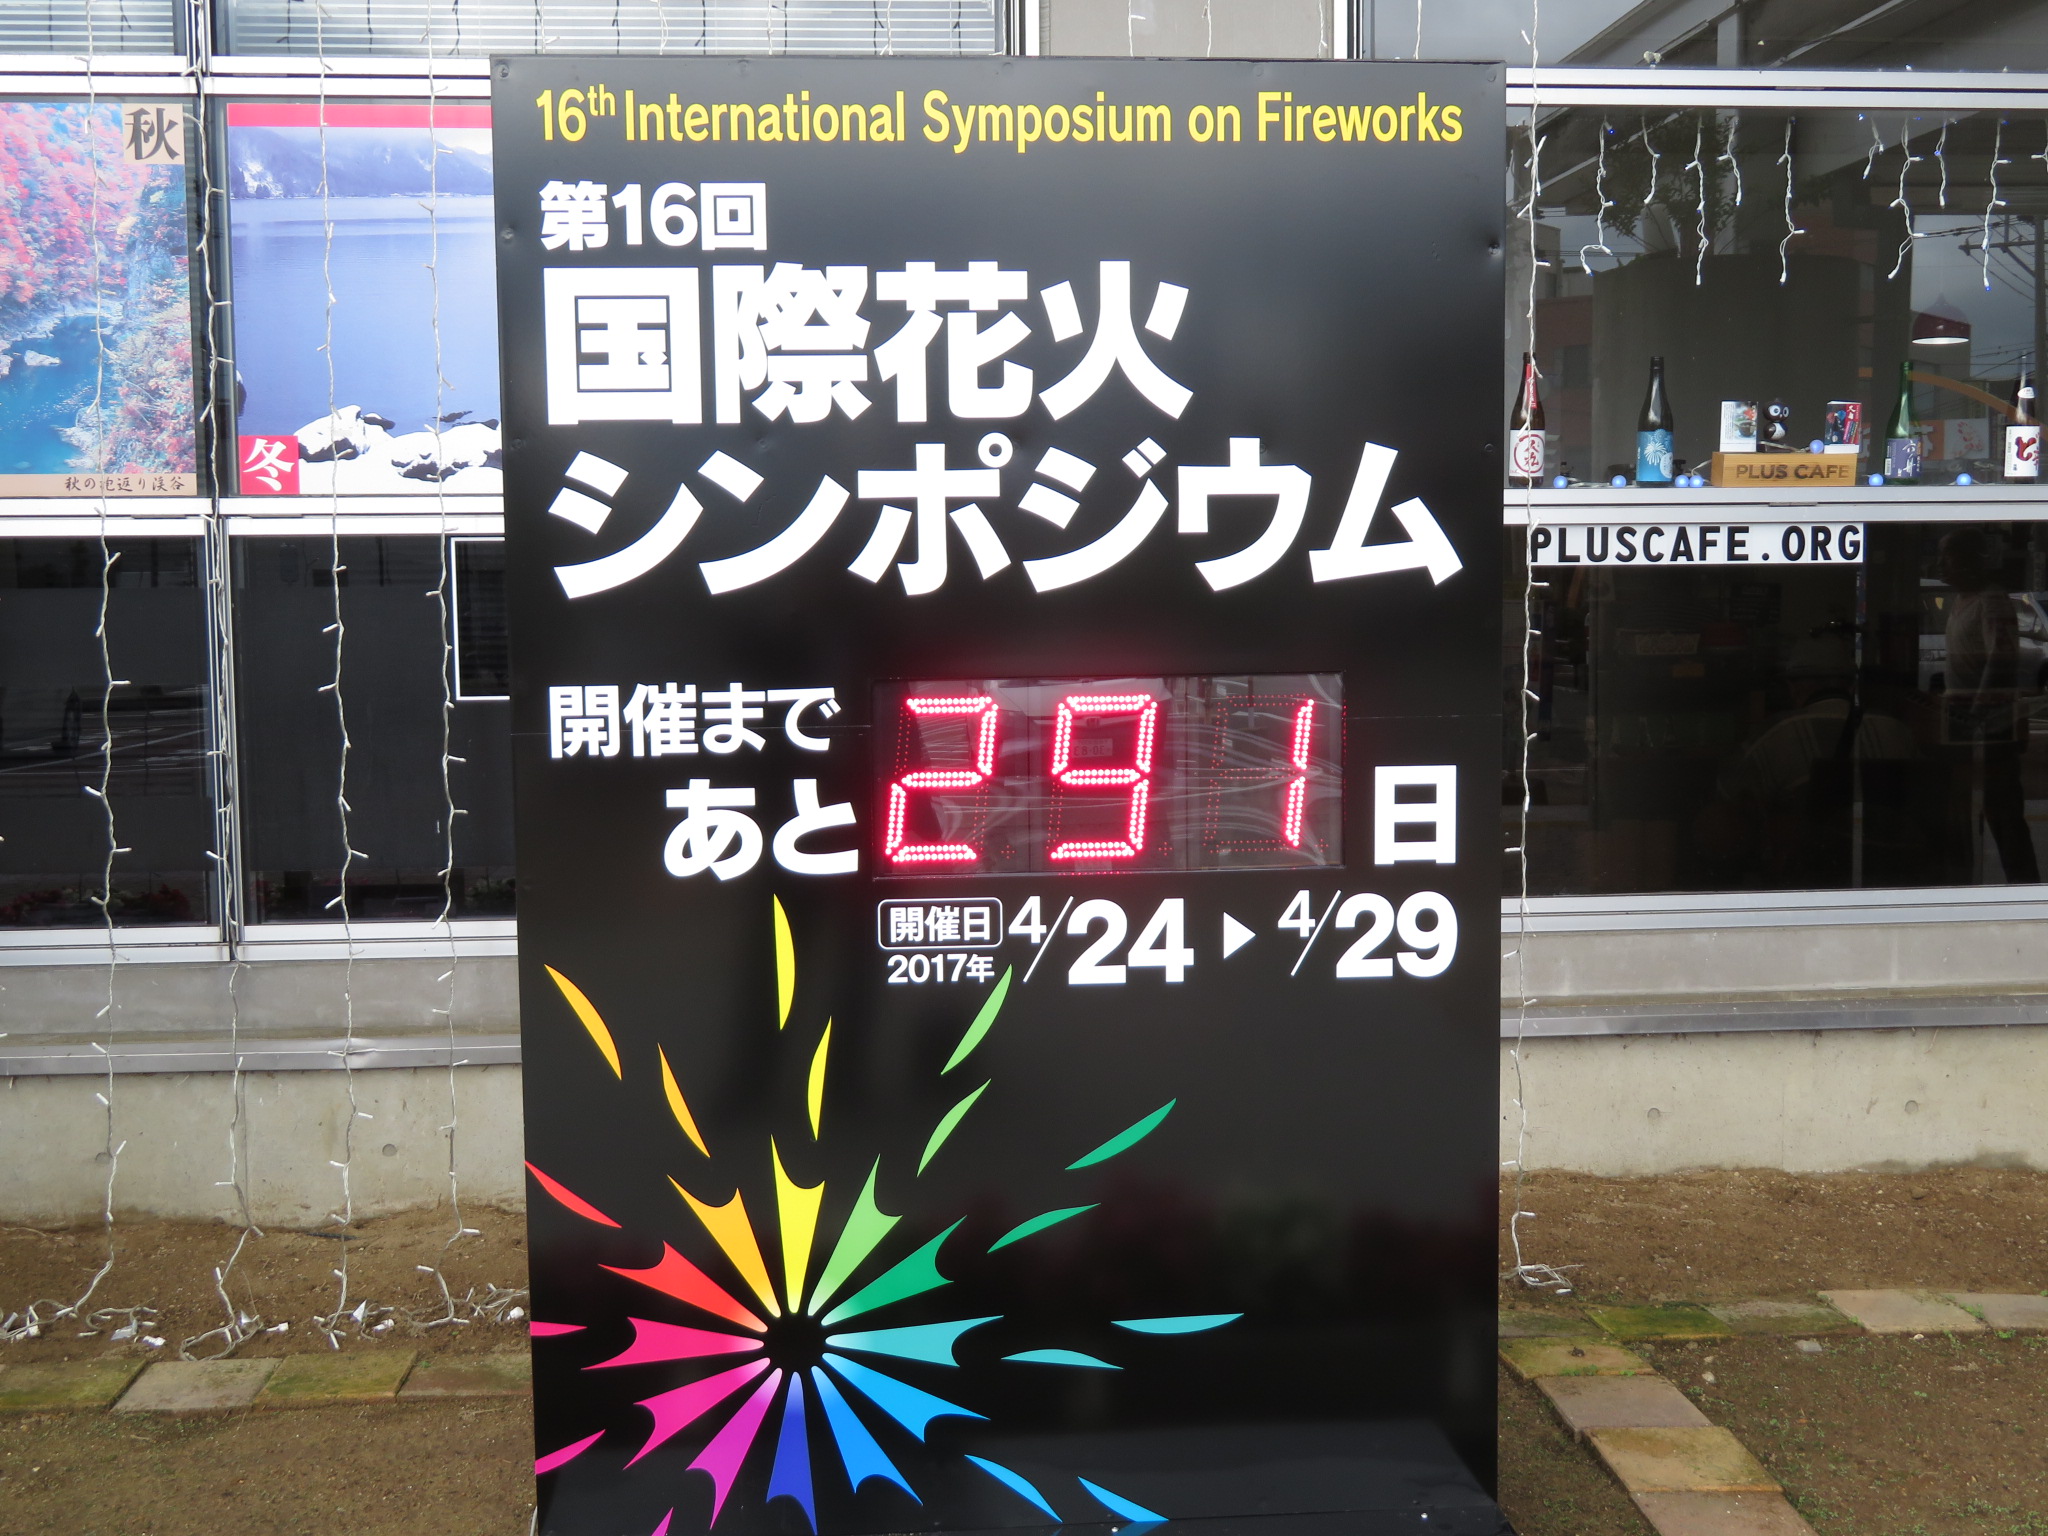 16th International Symposium on Fireworks
第16回
国際花火
シンポジウム
開催まで
あと 291 日
開催日
2017年
4/24 ▶ 4/29
秋
秋の抱返り渓谷
冬
PLUS CAFE
PLUSCAFE.ORG